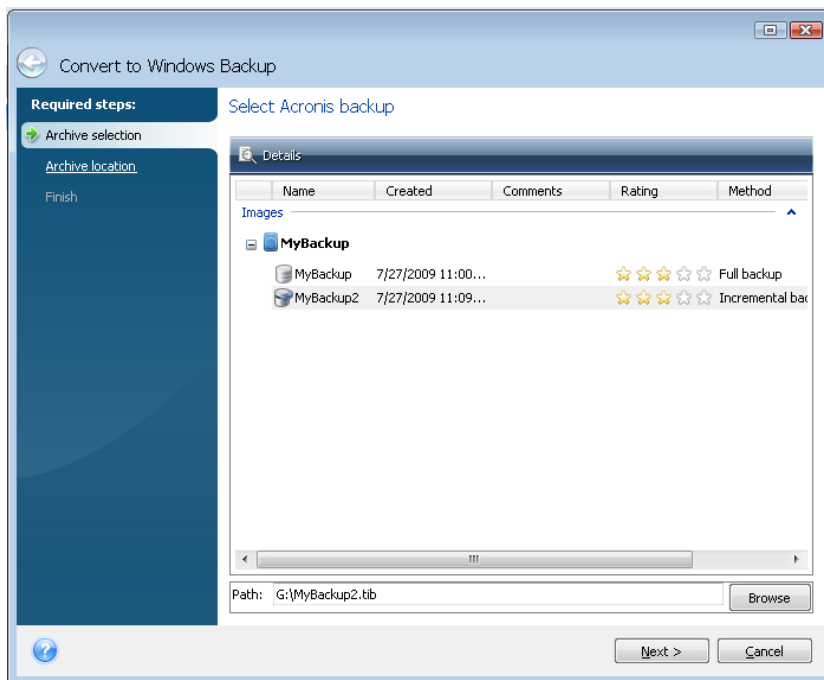 Convert to Windows Backup
Required steps:
Archive selection
Archive location
Finish
Select Acronis backup
Details
Name Created Comments Rating Method
Images
MyBackup
MyBackup 7/27/2009 11:00... Full backup
MyBackup2 7/27/2009 11:09... Incremental bac
Path: G:\MyBackup2.tib Browse
Next > Cancel